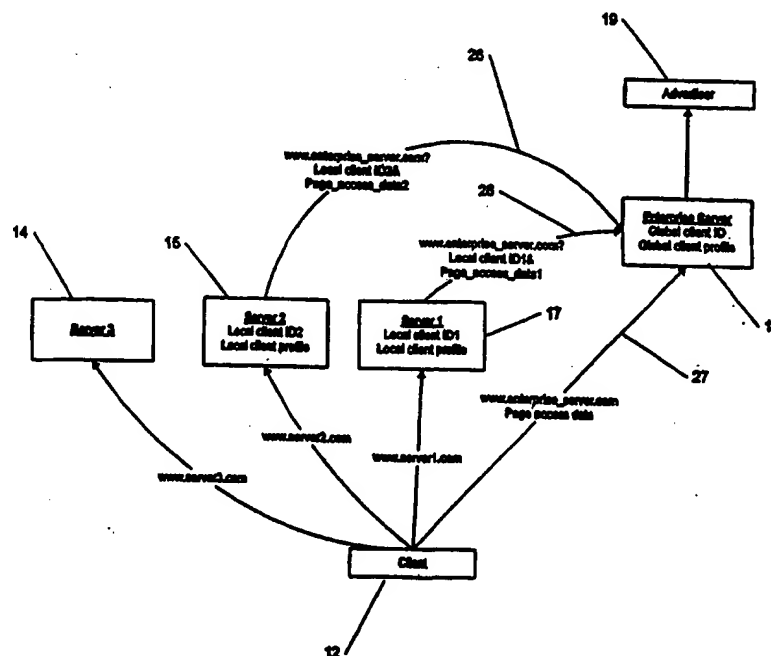 19
26
Advertiser
www.enterprise_server.com?
Local client ID2&
Page_access_data2
26
Enterprise Server
Global client ID
Global client profile
14
15
www.enterprise_server.com?
Local client ID1&
Page_access_data1
Server 3
Server 2
Local client ID2
Local client profile
Server 1
Local client ID1
Local client profile
17
27
www.enterprise_server.com
Page access data
www.server2.com
www.server1.com
www.server3.com
Client
12